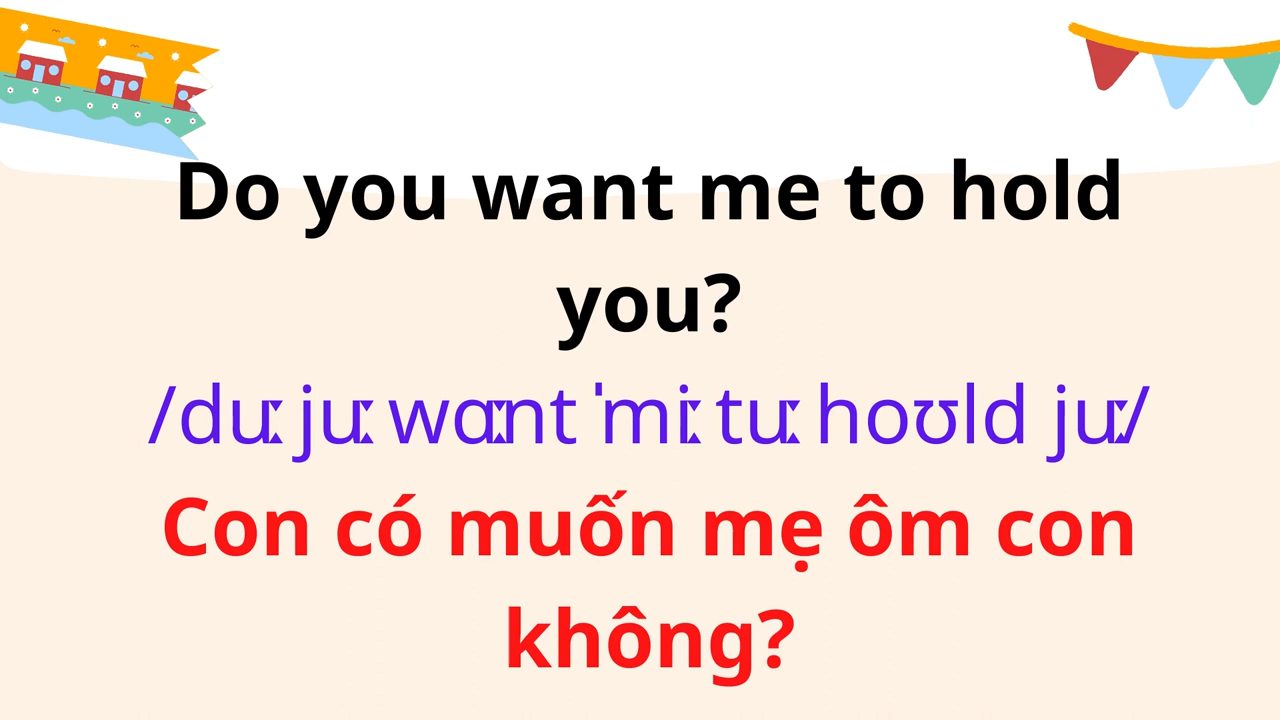 Do you want me to hold
you?
/duː juː wɑːnt ˈmiː tuː hoʊld juː/
Con có muốn mẹ ôm con
không?